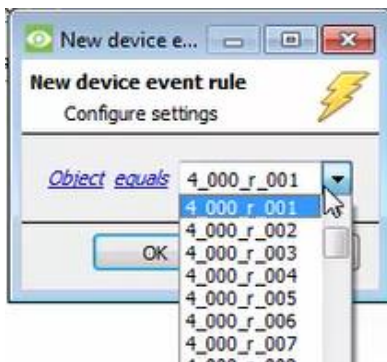 New device e...
New device event rule
Configure settings
Object equals 4_000_r_001
4_000_r_001
4_000_r_002
OK
4_000_r_003
4_000_r_004
4_000_r_005
4_000_r_006
4_000_r_007